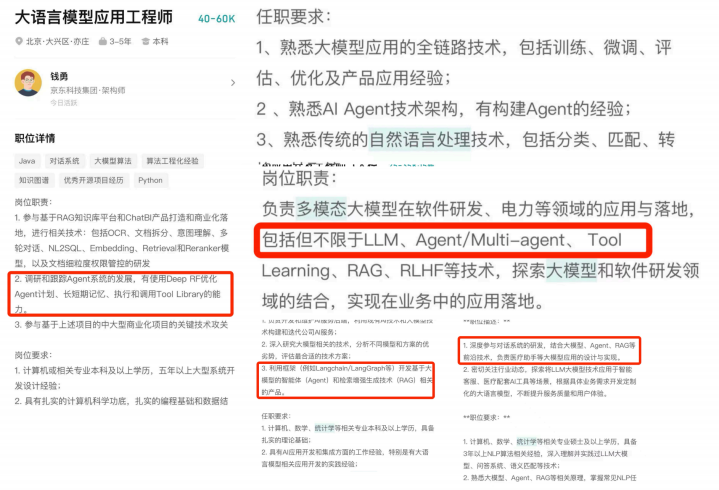 大语言模型应用工程师
40-60K
北京·大兴区·亦庄 3-5年 本科
钱勇
京东科技集团·架构师
今日活跃
职位详情
Java 对话系统 大模型算法 算法工程化经验
知识图谱 优秀开源项目经历 Python
岗位职责:
1. 参与基于RAG知识库平台和ChatBI产品打造和商业化落
地,进行相关技术:包括OCR、文档拆分、意图理解、多
轮对话、NL2SQL、Embedding、Retrieval和Reranker模
型,以及文档细粒度权限管控的研发
2. 调研和跟踪Agent系统的发展,有使用Deep RF优化
Agent计划、长短期记忆、执行和调用Tool Library的能
力。
3. 参与基于上述项目的中大型商业化项目的关键技术攻关
岗位要求:
1. 计算机或相关专业本科及以上学历,五年以上大型系统开
发设计经验;
2. 具有扎实的计算机科学功底,扎实的编程基础和数据结
任职要求:
1、熟悉大模型应用的全链路技术,包括训练、微调、评
估、优化及产品应用经验;
2 、熟悉AI Agent技术架构,有构建Agent的经验;
3、熟悉传统的自然语言处理技术,包括分类、匹配、转
岗位职责:
负责多模态大模型在软件研发、电力等领域的应用与落地,
包括但不限于LLM、Agent/Multi-agent、 Tool
Learning、RAG、RLHF等技术,探索大模型和软件研发领
域的结合,实现在业务中的应用落地。
术构建和迭代公司AI服务;
2. 深入研究大模型相关的技术,分析不同模型和方案的优
劣势,评估最合适的技术方案;
3. 利用框架(例如Langchain/LangGraph等)开发基于大
模型的智能体(Agent)和检索增强生成技术(RAG)相关
的产品。
任职要求:
1. 计算机、数学、统计学等相关专业本科及以上学历,具备
扎实的理论基础;
2. 具有AI应用开发和集成方面的工作经验,特别是有大语
言模型相关应用开发的实践经验;
**职位描述:**
1. 深度参与对话系统的研发,结合大模型、Agent、RAG等
前沿技术,负责医疗助手等大模型应用的设计与实现。
2. 密切关注行业动态,探索将LLM大模型技术应用于智能
客服、医疗配套AI工具等场景,根据具体业务需求开发定制
化的大语言模型,不断提升服务质量和用户体验。
**职位要求:**
1. 计算机、数学、统计学等相关专业硕士及以上学历,具备
3年以上NLP算法相关经验,深入理解并实践过LLM大模
型、问答系统、语义匹配等技术;
2. 熟悉大模型、Agent、RAG等相关原理,掌握常见NLP任